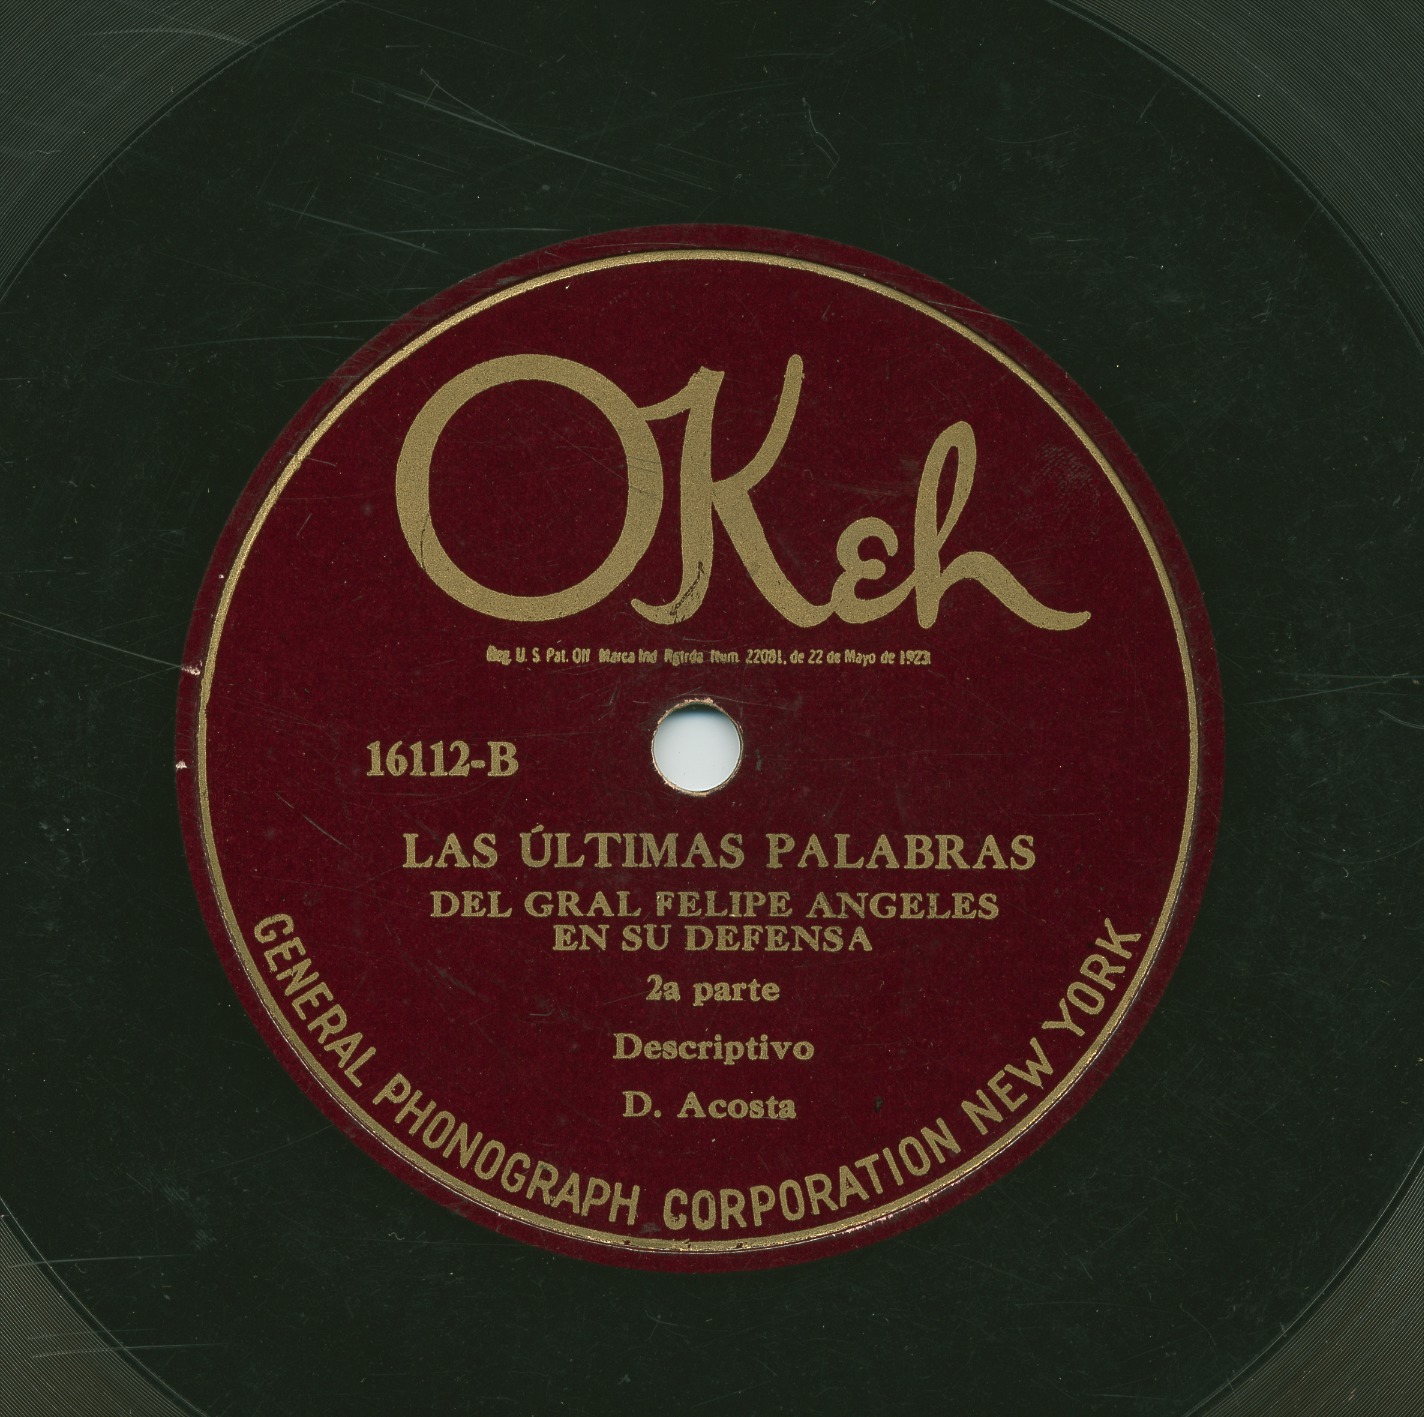 OKeh
Reg. U. S. Pat. Off. Marca Ind. Rgtrda. Num. 22081, de 22 de Mayo de 1923
16112-B
LAS ÚLTIMAS PALABRAS
DEL GRAL FELIPE ANGELES
EN SU DEFENSA
2a parte
Descriptivo
D. Acosta
GENERAL PHONOGRAPH CORPORATION NEW YORK